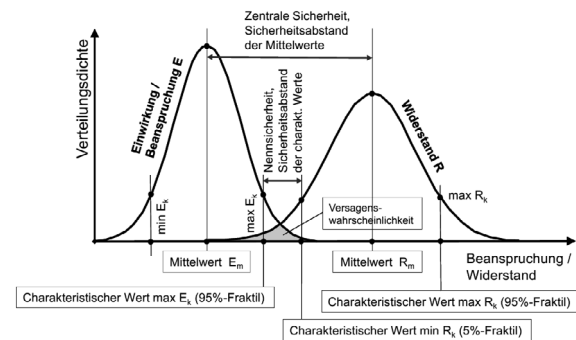 Zentrale Sicherheit,
Sicherheitsabstand
der Mittelwerte
Verteilungsdichte
Einwirkung /
Beanspruchung E
Nennsicherheit,
Sicherheitsabstand
der charakt. Werte
Widerstand R
min Eₖ
max Eₖ
max Rₖ
Versagens-
wahrscheinlichkeit
Mittelwert Eₘ
Mittelwert Rₘ
Beanspruchung /
Widerstand
Charakteristischer Wert max Eₖ (95%-Fraktil)
Charakteristischer Wert max Rₖ (95%-Fraktil)
Charakteristischer Wert min Rₖ (5%-Fraktil)